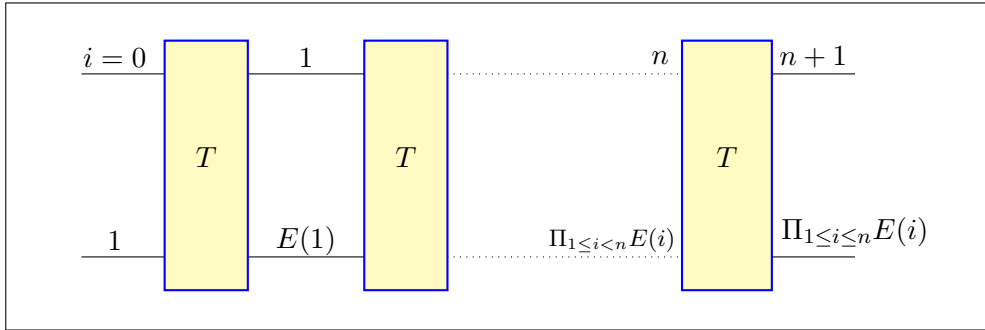 i = 0
1
n
n + 1
T
T
T
1
E(1)
Π_{1≤i<n}E(i)
Π_{1≤i≤n}E(i)